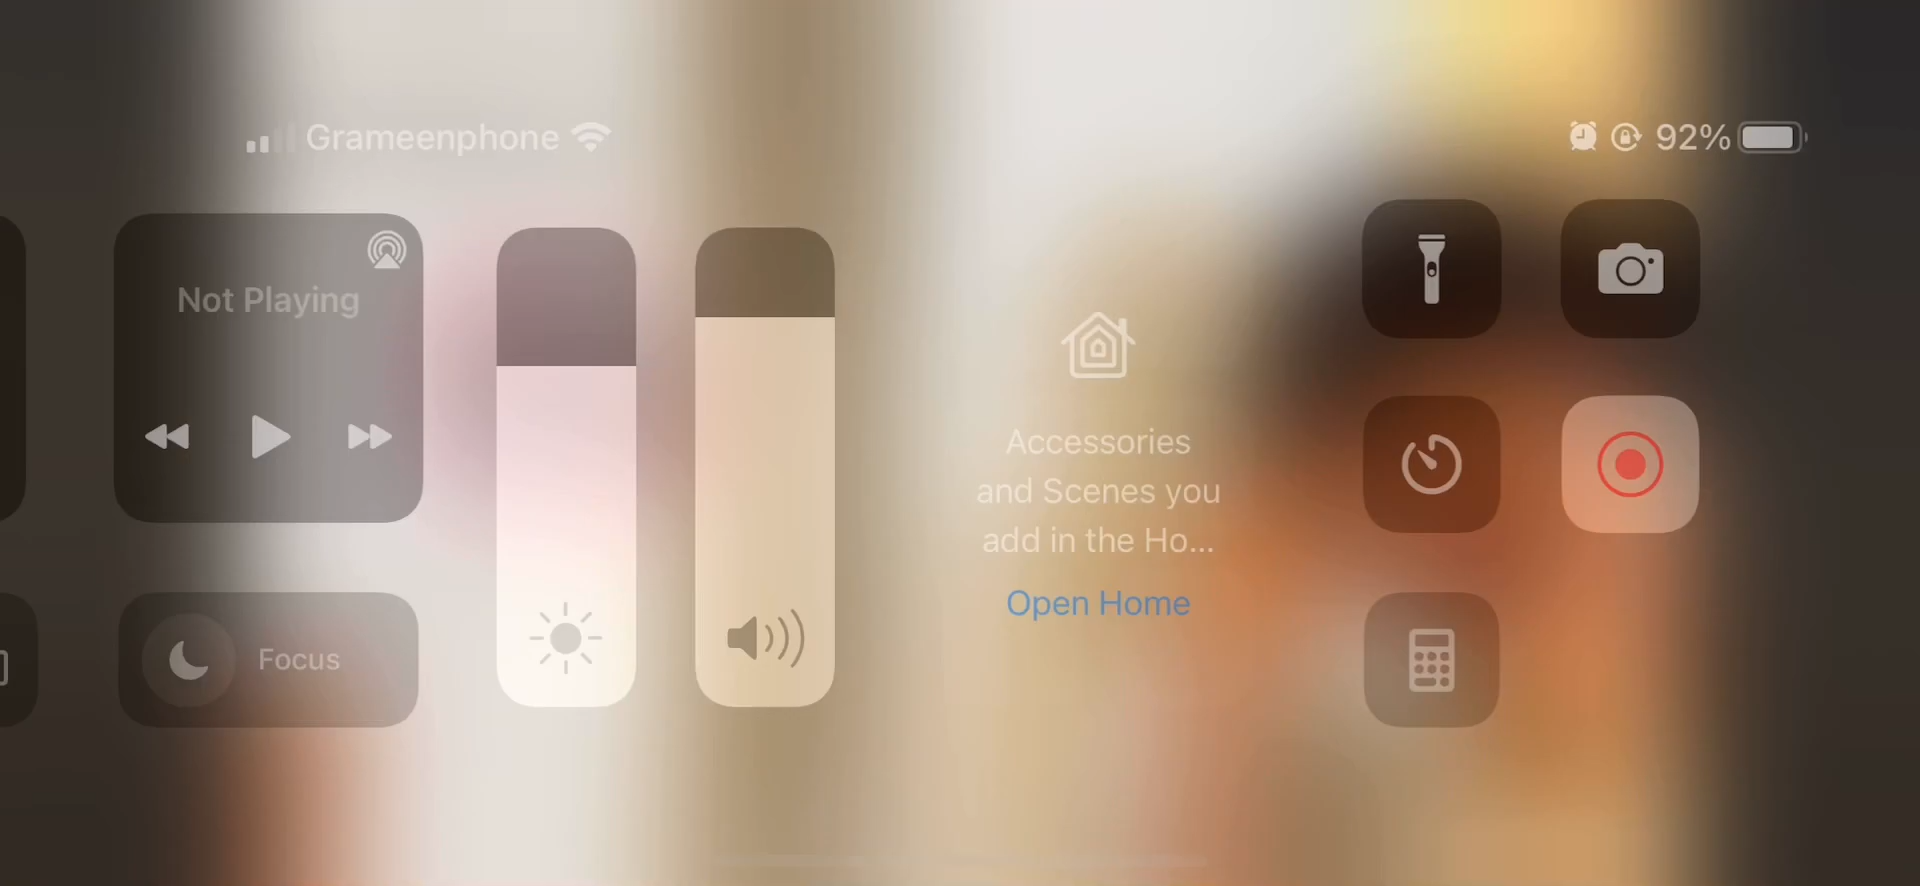 Grameenphone
92%
Not Playing
Accessories
and Scenes you
add in the Ho...
Open Home
Focus